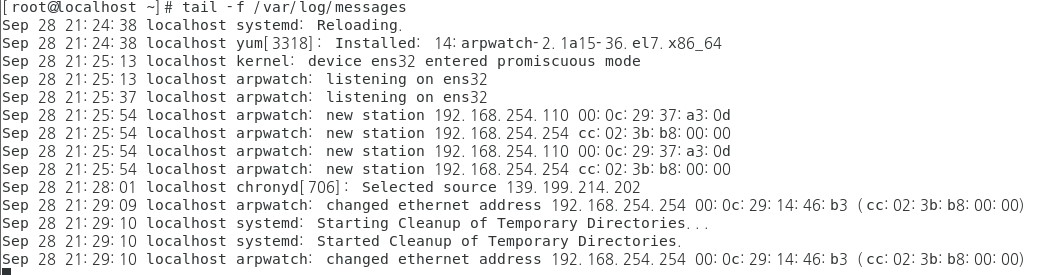 [root@localhost ~]# tail -f /var/log/messages
Sep 28 21:24:38 localhost systemd: Reloading.
Sep 28 21:24:38 localhost yum[3318]: Installed: 14:arpwatch-2.1a15-36.el7.x86_64
Sep 28 21:25:13 localhost kernel: device ens32 entered promiscuous mode
Sep 28 21:25:13 localhost arpwatch: listening on ens32
Sep 28 21:25:37 localhost arpwatch: listening on ens32
Sep 28 21:25:54 localhost arpwatch: new station 192.168.254.110 00:0c:29:37:a3:0d
Sep 28 21:25:54 localhost arpwatch: new station 192.168.254.254 cc:02:3b:b8:00:00
Sep 28 21:25:54 localhost arpwatch: new station 192.168.254.110 00:0c:29:37:a3:0d
Sep 28 21:25:54 localhost arpwatch: new station 192.168.254.254 cc:02:3b:b8:00:00
Sep 28 21:28:01 localhost chronyd[706]: Selected source 139.199.214.202
Sep 28 21:29:09 localhost arpwatch: changed ethernet address 192.168.254.254 00:0c:29:14:46:b3 (cc:02:3b:b8:00:00)
Sep 28 21:29:10 localhost systemd: Starting Cleanup of Temporary Directories...
Sep 28 21:29:10 localhost systemd: Started Cleanup of Temporary Directories.
Sep 28 21:29:10 localhost arpwatch: changed ethernet address 192.168.254.254 00:0c:29:14:46:b3 (cc:02:3b:b8:00:00)